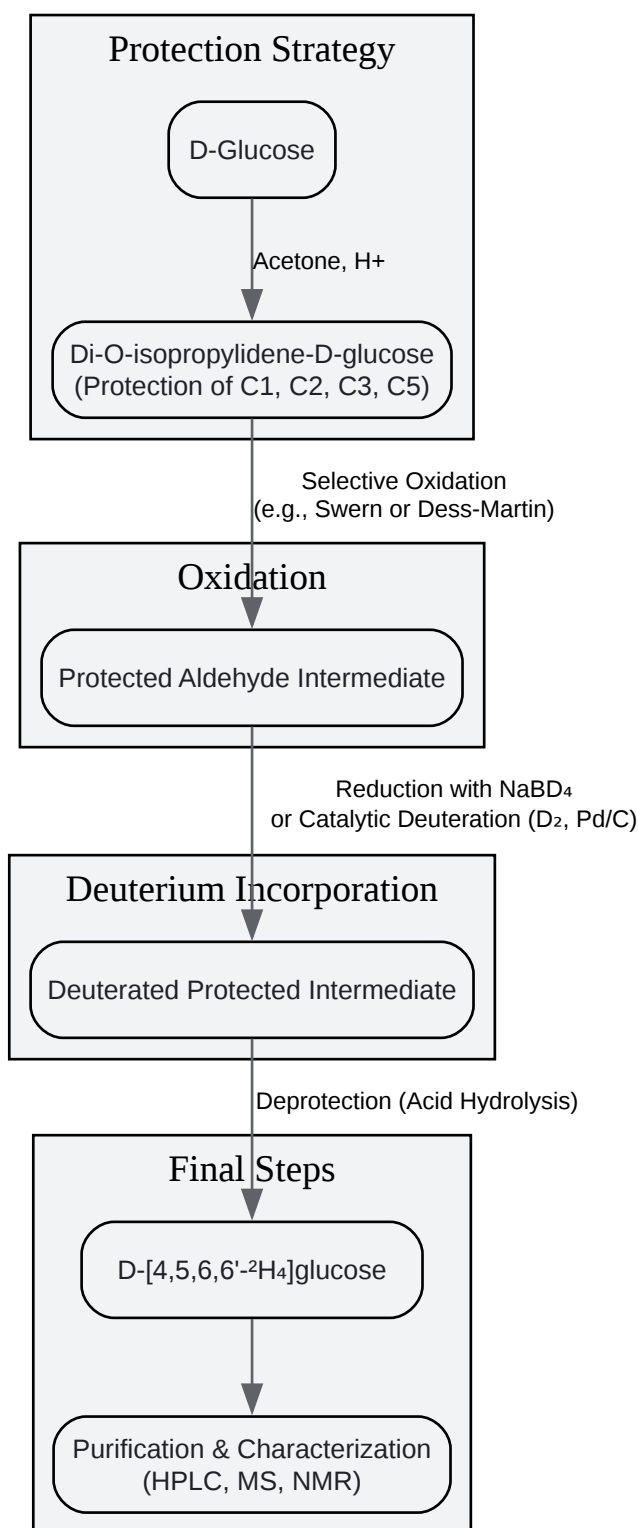 Protection Strategy
D-Glucose
Acetone, H+
Di-O-isopropylidene-D-glucose
(Protection of C1, C2, C3, C5)
Selective Oxidation
(e.g., Swern or Dess-Martin)
Oxidation
Protected Aldehyde Intermediate
Reduction with NaBD₄
or Catalytic Deuteration (D₂, Pd/C)
Deuterium Incorporation
Deuterated Protected Intermediate
Deprotection (Acid Hydrolysis)
Final Steps
D-[4,5,6,6'-²H₄]glucose
Purification & Characterization
(HPLC, MS, NMR)